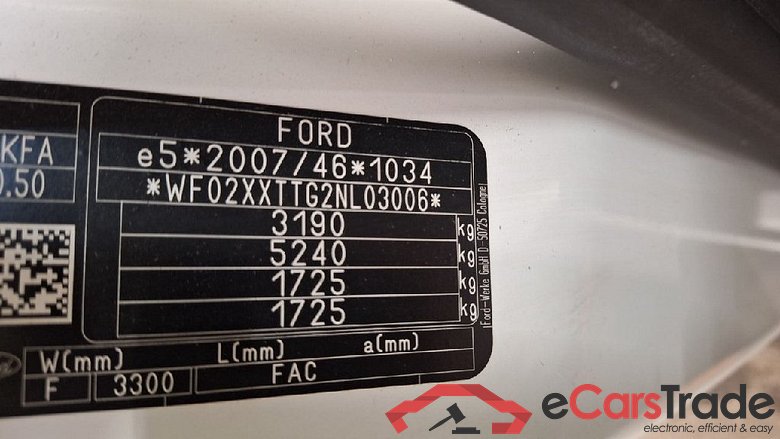 FORD
e5*2007/46*1034
*WF02XXTTG2NL03006*
3190 kg
5240 kg
1725 kg
1725 kg
KFA
0.50
Ford-Werke GmbH D-50725 Cologne
W(mm) L(mm) a(mm)
F 3300 FAC
eCarsTrade
electronic, efficient & easy